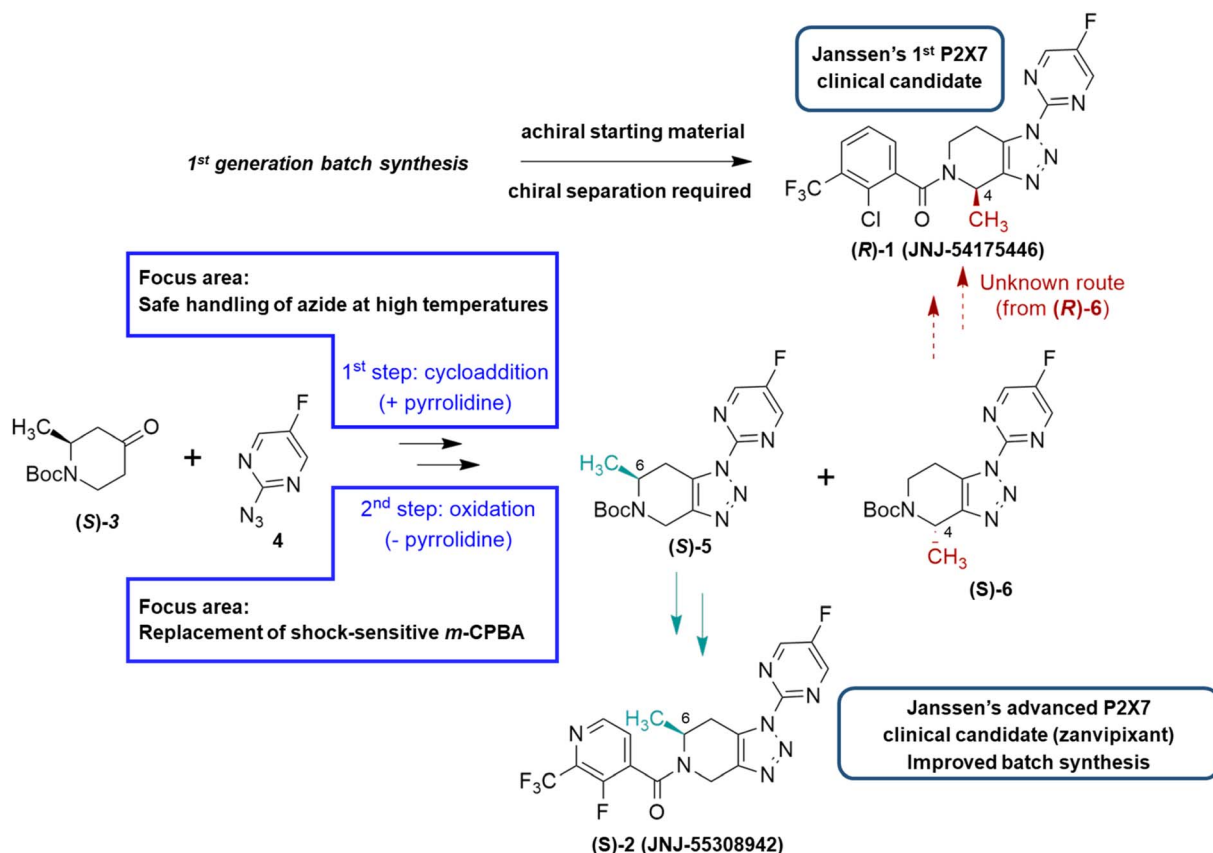 Janssen's 1st P2X7
clinical candidate
1st generation batch synthesis
achiral starting material
chiral separation required
F
N
N
N
N
N
N
4
F3C
Cl
O
CH3
(R)-1 (JNJ-54175446)
Focus area:
Safe handling of azide at high temperatures
1st step: cycloaddition
(+ pyrrolidine)
Unknown route
(from (R)-6)
H3C
O
BocN
(S)-3
+
F
N
N
N3
4
2nd step: oxidation
(- pyrrolidine)
Focus area:
Replacement of shock-sensitive m-CPBA
F
N
N
H3C
6
N
N
N
BocN
(S)-5
+
F
N
N
N
N
N
BocN
4
CH3
(S)-6
F
N
N
H3C
6
N
N
N
N
N
F3C
F
O
(S)-2 (JNJ-55308942)
Janssen's advanced P2X7
clinical candidate (zanvipixant)
Improved batch synthesis